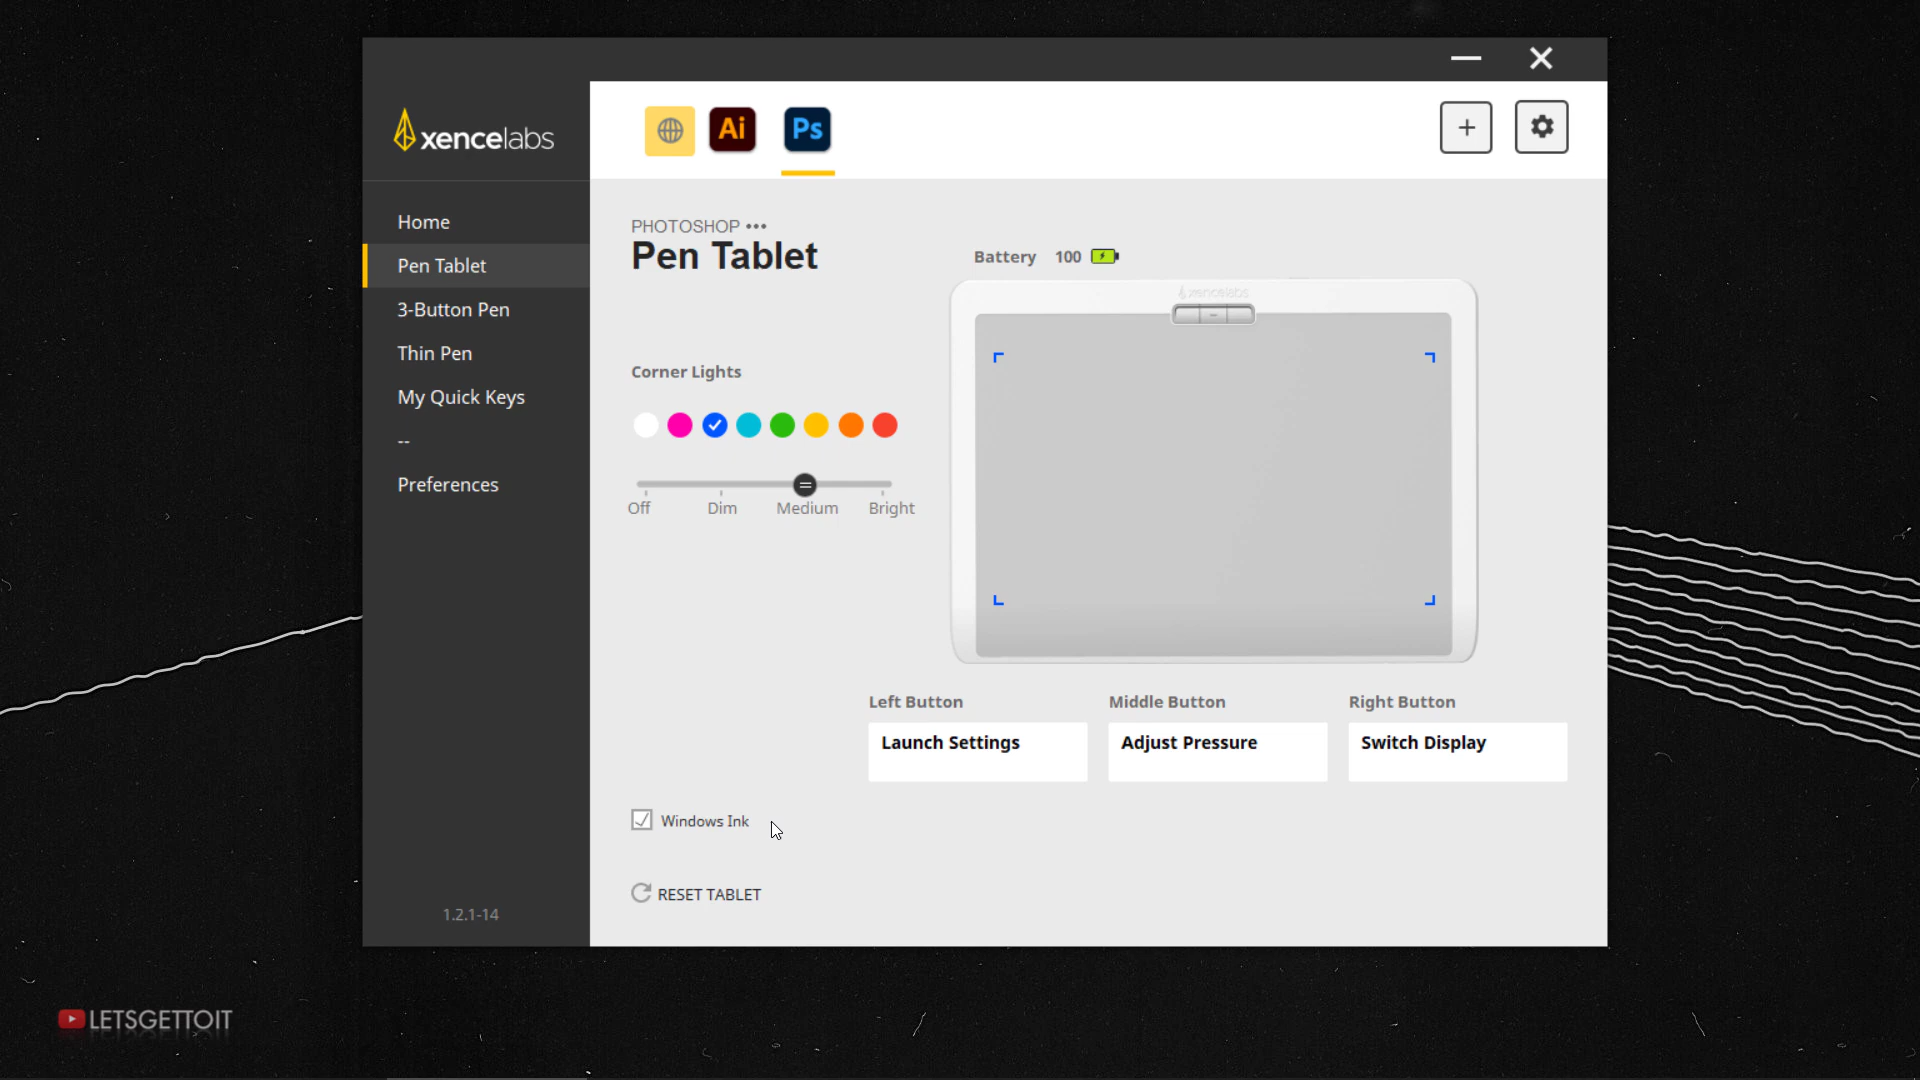 xencelabs
Ai
Ps
+
Home
Pen Tablet
3-Button Pen
Thin Pen
My Quick Keys
--
Preferences
1.2.1-14
PHOTOSHOP •••
Pen Tablet
Battery 100
xencelabs
Corner Lights
Off Dim Medium Bright
Left Button Middle Button Right Button
Launch Settings Adjust Pressure Switch Display
Windows Ink
RESET TABLET
LETSGETTOIT